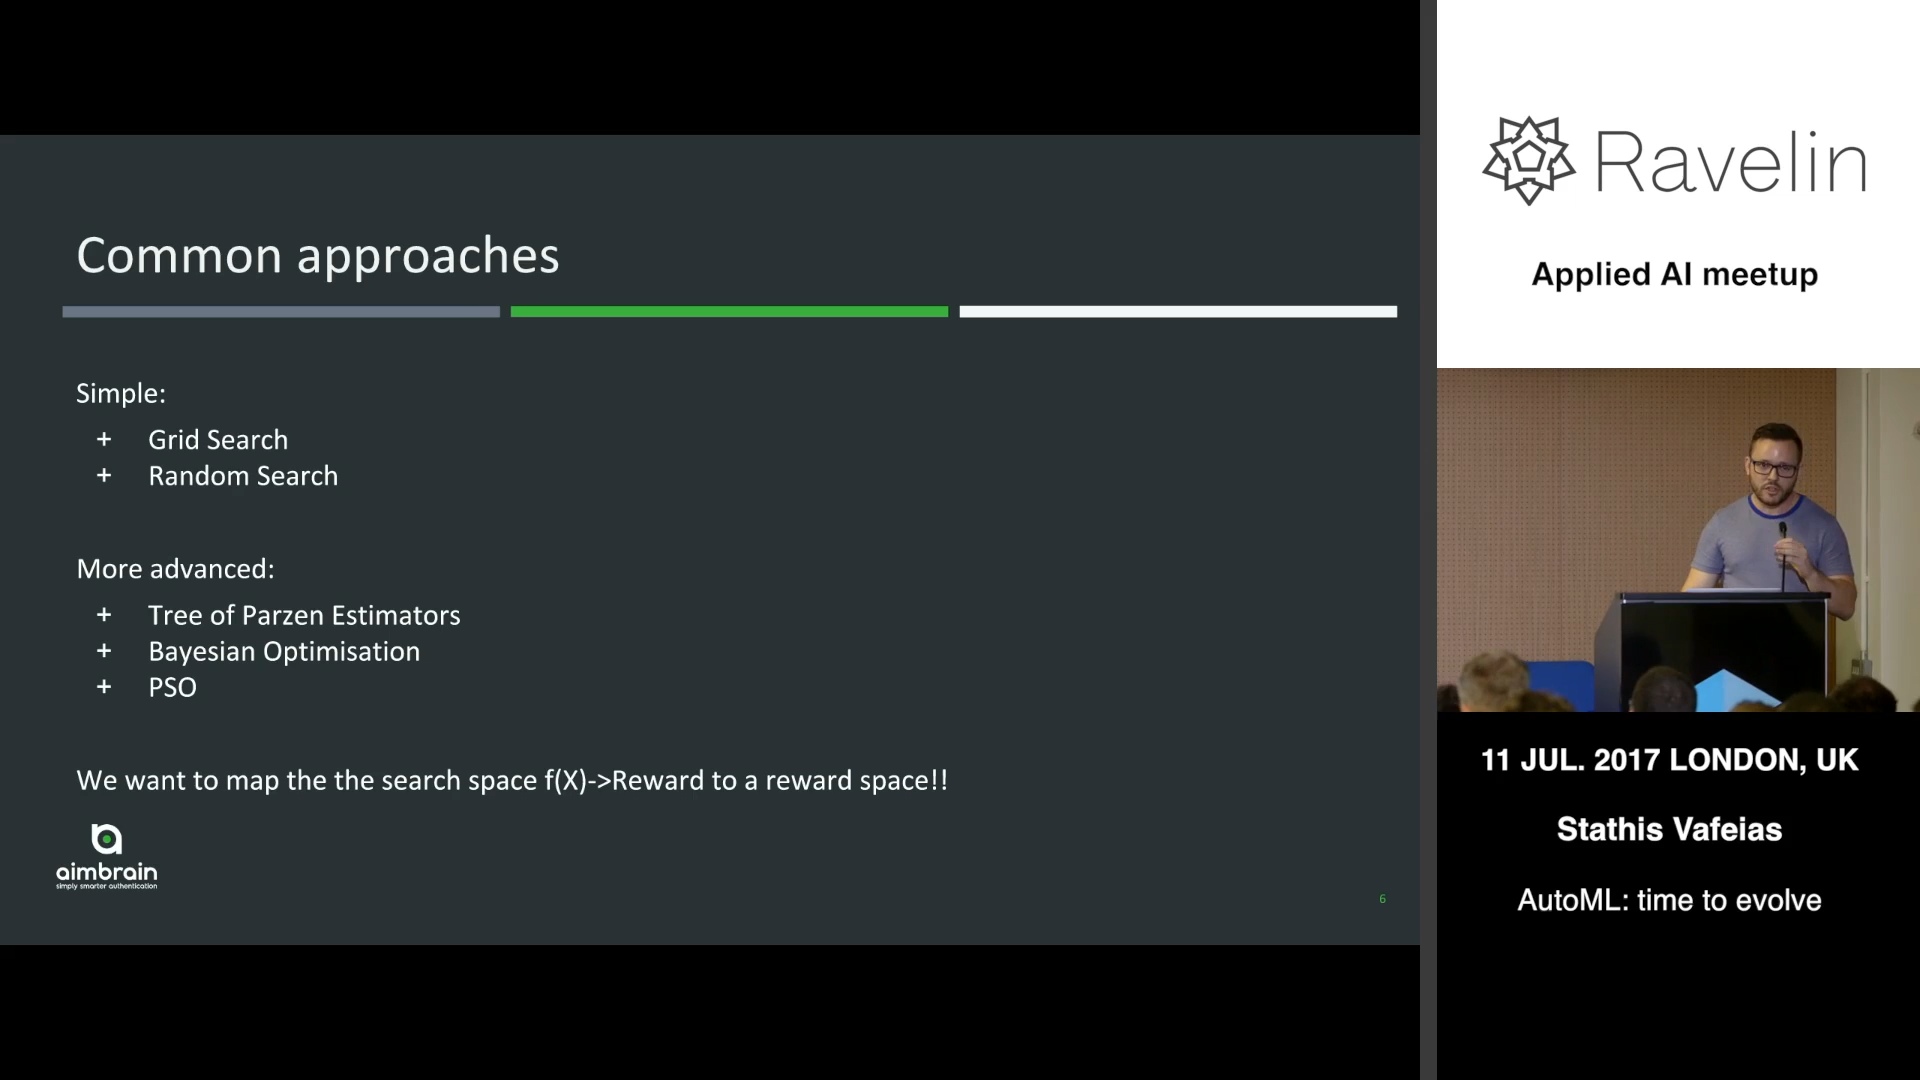 Common approaches
Simple:
+ Grid Search
+ Random Search
More advanced:
+ Tree of Parzen Estimators
+ Bayesian Optimisation
+ PSO
We want to map the the search space f(X)->Reward to a reward space!!
aimbrain
simply smarter authentication
6
Ravelin
Applied AI meetup
11 JUL. 2017 LONDON, UK
Stathis Vafeias
AutoML: time to evolve